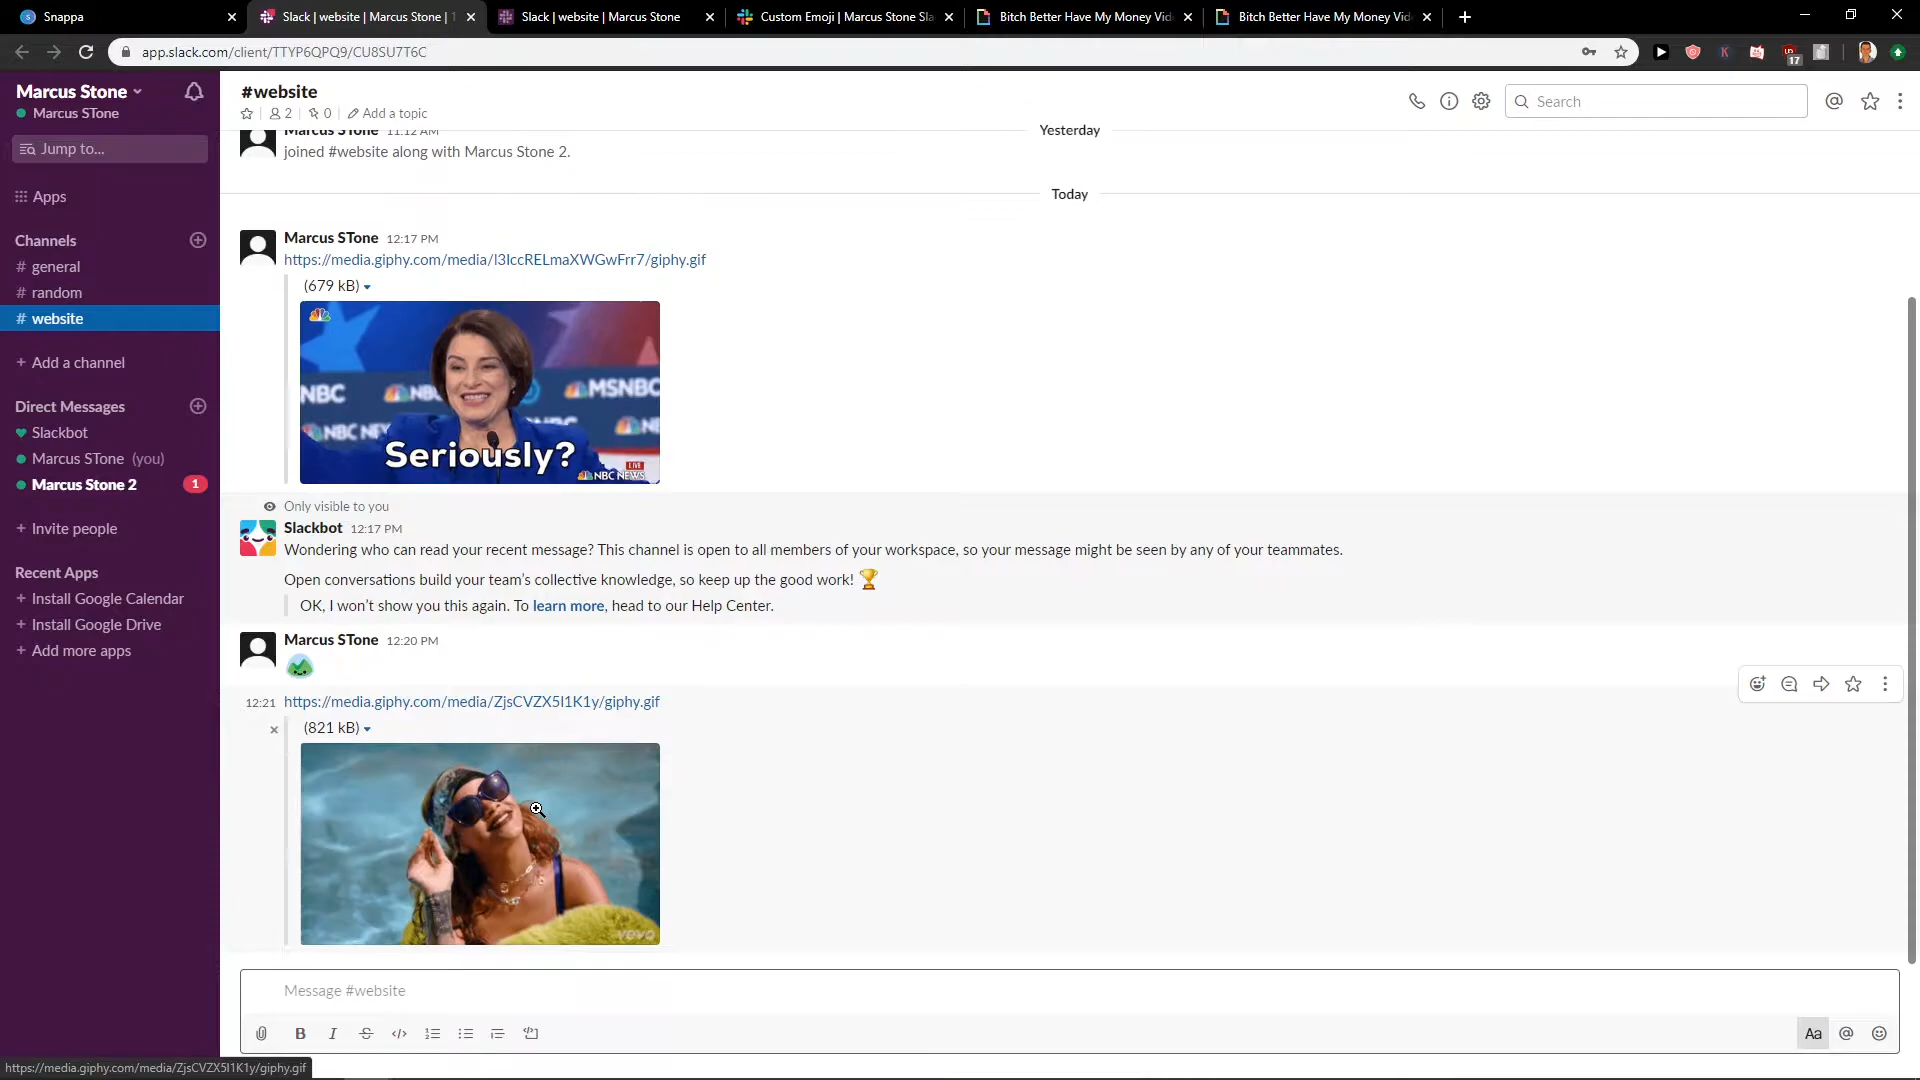 Snappa
Slack | website | Marcus Stone | 1
Slack | website | Marcus Stone
Custom Emoji | Marcus Stone Sla
Bitch Better Have My Money Vid
Bitch Better Have My Money Vid
app.slack.com/client/TTYP6QPQ9/CU8SU7T6C
17
Marcus Stone
Marcus STone
Jump to...
Apps
Channels
# general
# random
# website
+ Add a channel
Direct Messages
Slackbot
Marcus STone (you)
Marcus Stone 2 1
+ Invite people
Recent Apps
+ Install Google Calendar
+ Install Google Drive
+ Add more apps
#website
2 | 0 | Add a topic
Search
Marcus STone 11:12 AM
Yesterday
joined #website along with Marcus Stone 2.
Today
Marcus STone 12:17 PM
https://media.giphy.com/media/l3IccRELmaXWGwFrr7/giphy.gif
(679 kB)
NBC
MSNBC
NBC NEW
Seriously?
LIVE
NBC NEWS
Only visible to you
Slackbot 12:17 PM
Wondering who can read your recent message? This channel is open to all members of your workspace, so your message might be seen by any of your teammates.
Open conversations build your team’s collective knowledge, so keep up the good work!
OK, I won’t show you this again. To learn more, head to our Help Center.
Marcus STone 12:20 PM
12:21 https://media.giphy.com/media/ZjsCVZX5I1K1y/giphy.gif
(821 kB)
vevo
Message #website
B I Aa @
https://media.giphy.com/media/ZjsCVZX5I1K1y/giphy.gif